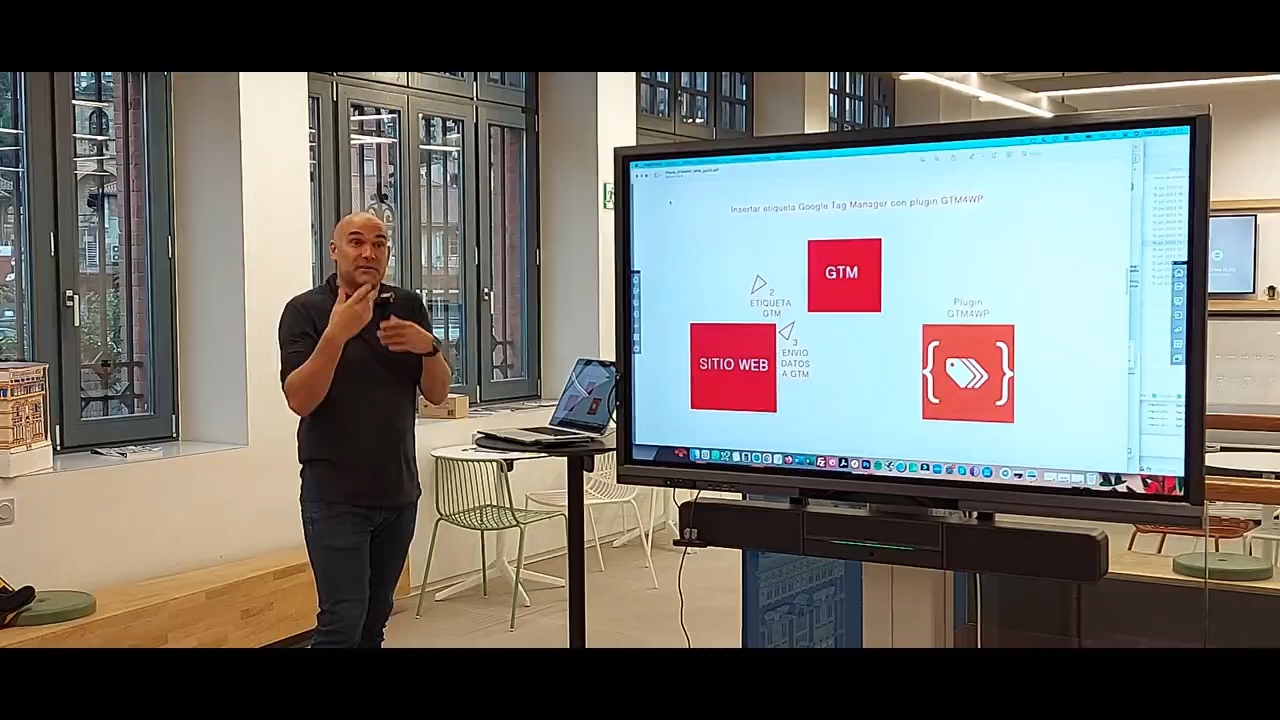 Insertar etiqueta Google Tag Manager con plugin GTM4WP
GTM
2
ETIQUETA
GTM
Plugin
GTM4WP
SITIO WEB
3
ENVIO
DATOS
A GTM